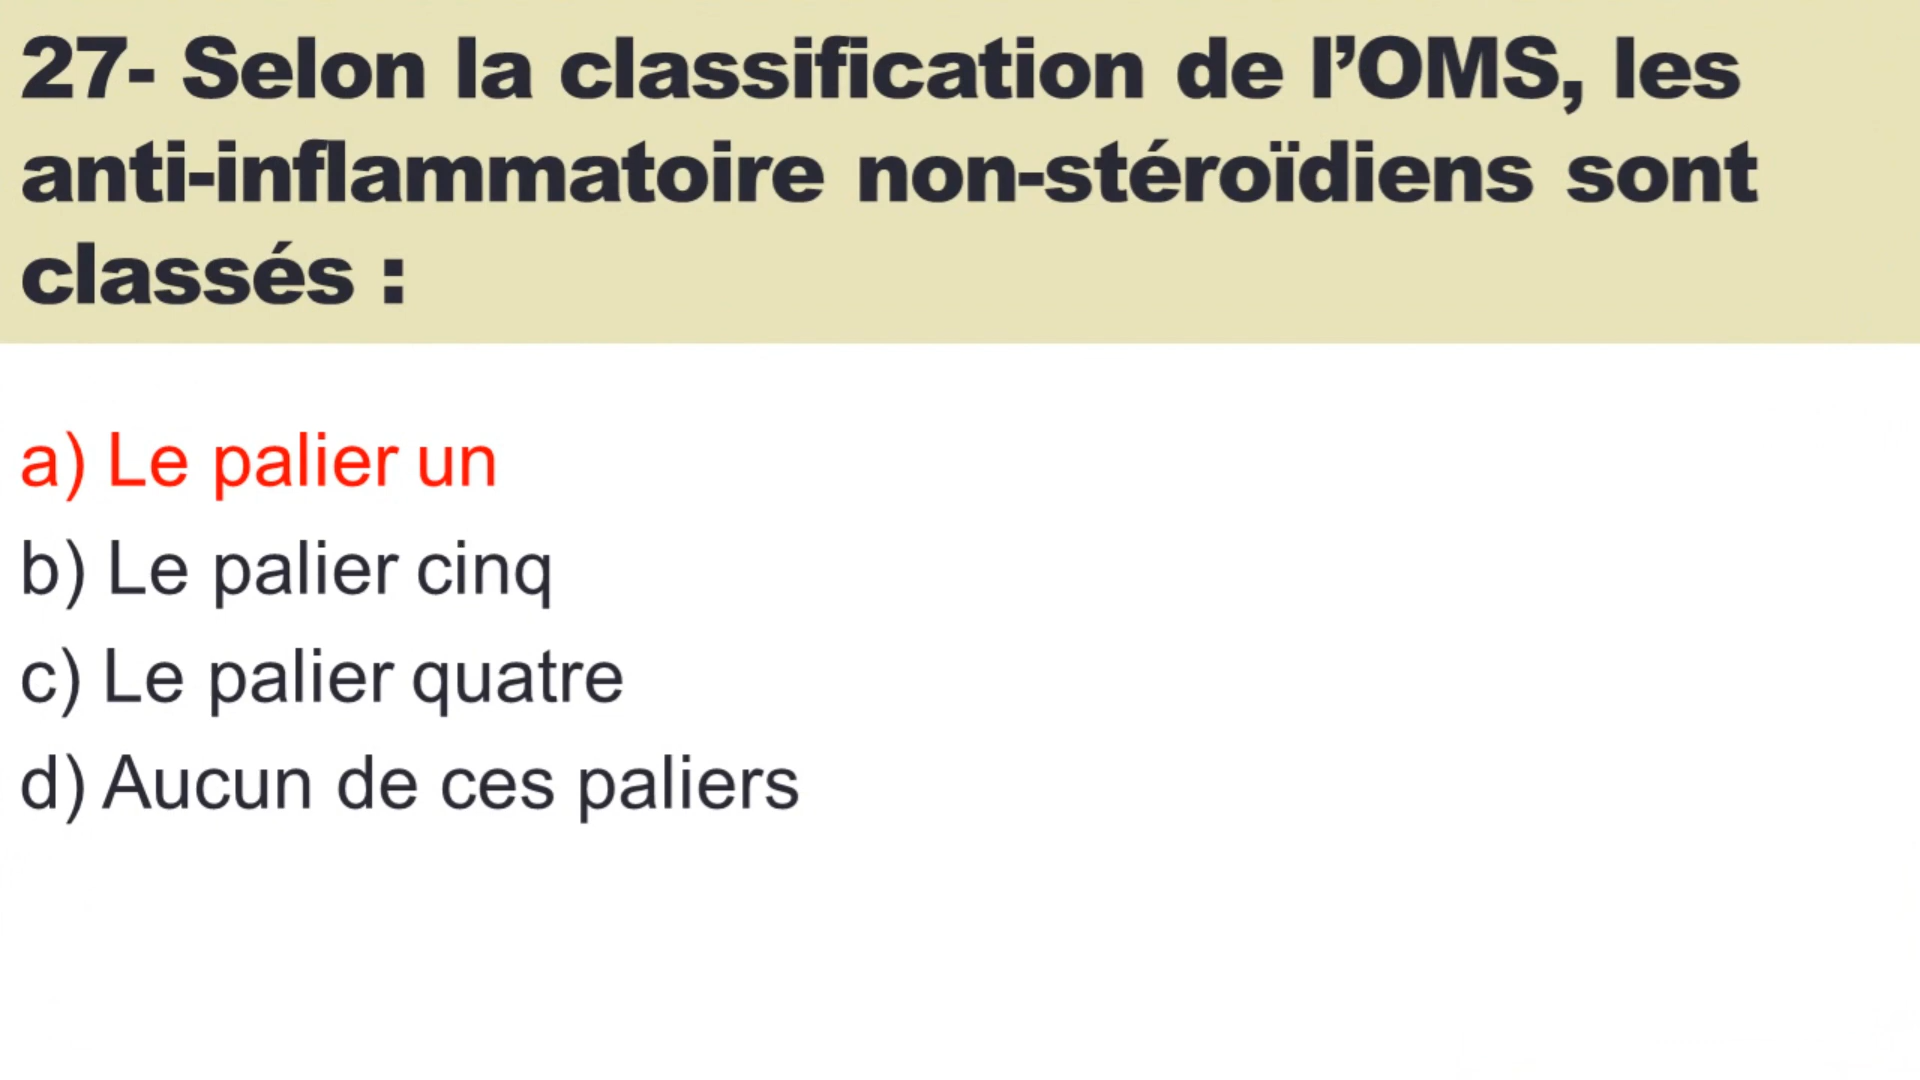 27- Selon la classification de l’OMS, les
anti-inflammatoire non-stéroïdiens sont
classés :
a) Le palier un
b) Le palier cinq
c) Le palier quatre
d) Aucun de ces paliers